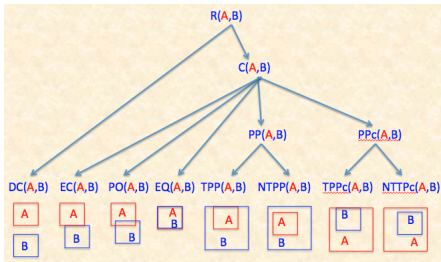 R(A,B)
C(A,B)
PP(A,B) PPc(A,B)
DC(A,B) EC(A,B) PO(A,B) EQ(A,B) TPP(A,B) NTPP(A,B) TPPc(A,B) NTTPc(A,B)
A A A A A A B B
B B B B B B A A